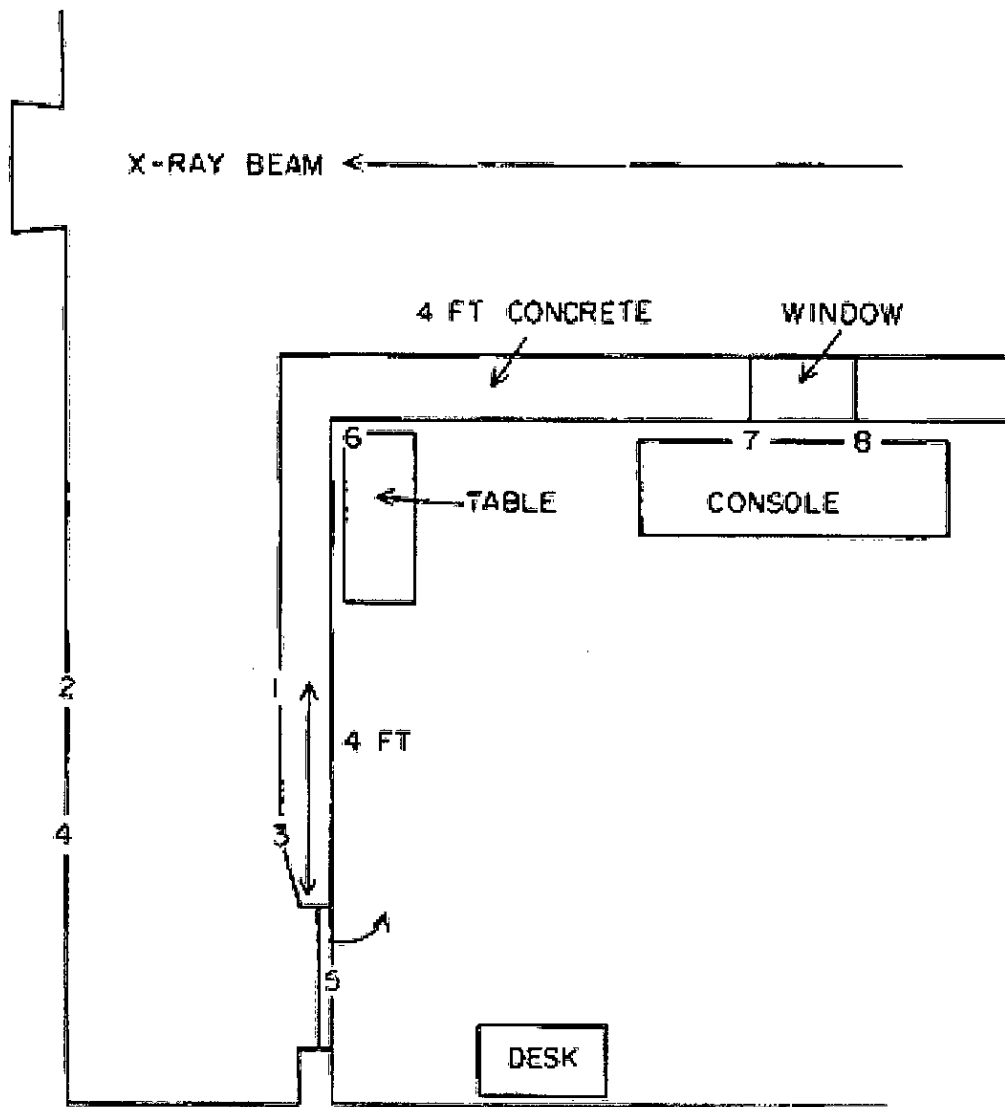 X-RAY BEAM
4 FT CONCRETE
WINDOW
6
7
8
TABLE
CONSOLE
2
1
4 FT
4
3
5
DESK